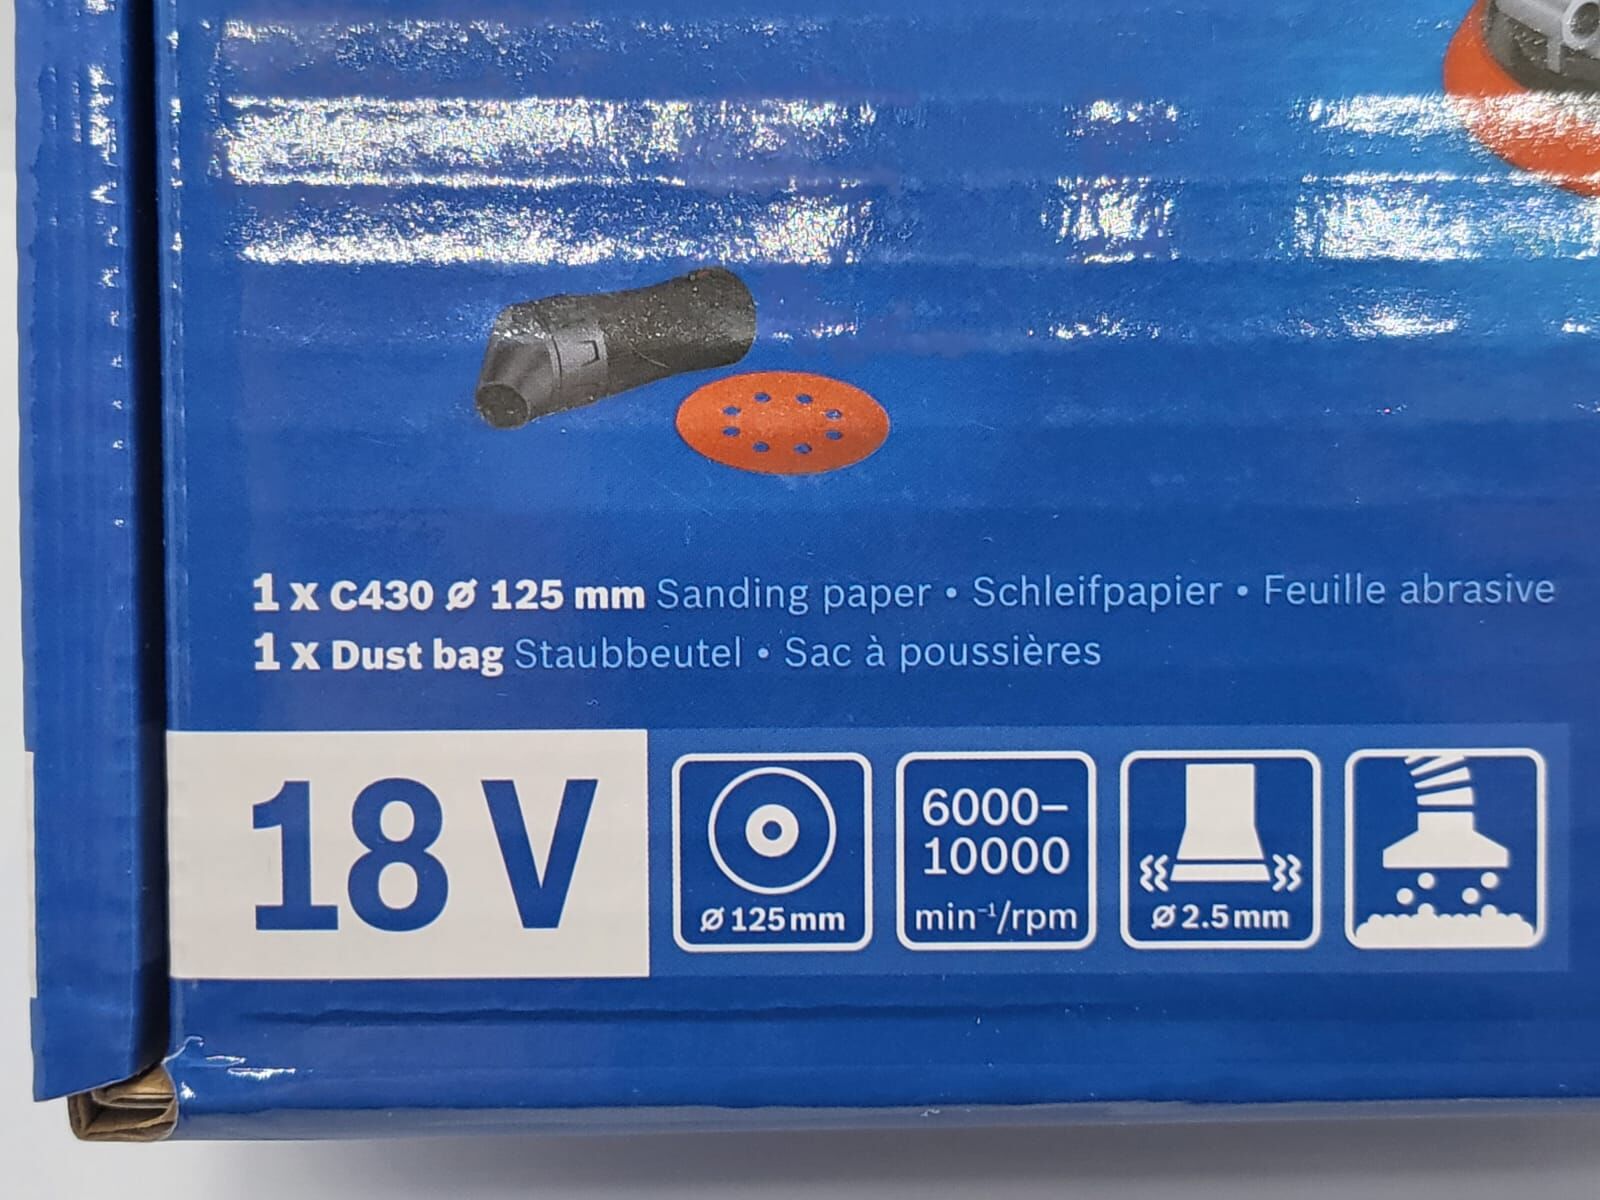 1 x C430 Ø 125 mm Sanding paper • Schleifpapier • Feuille abrasive
1 x Dust bag Staubbeutel • Sac à poussières
18 V
Ø 125 mm
6000–
10000
min⁻¹/rpm
Ø 2.5 mm